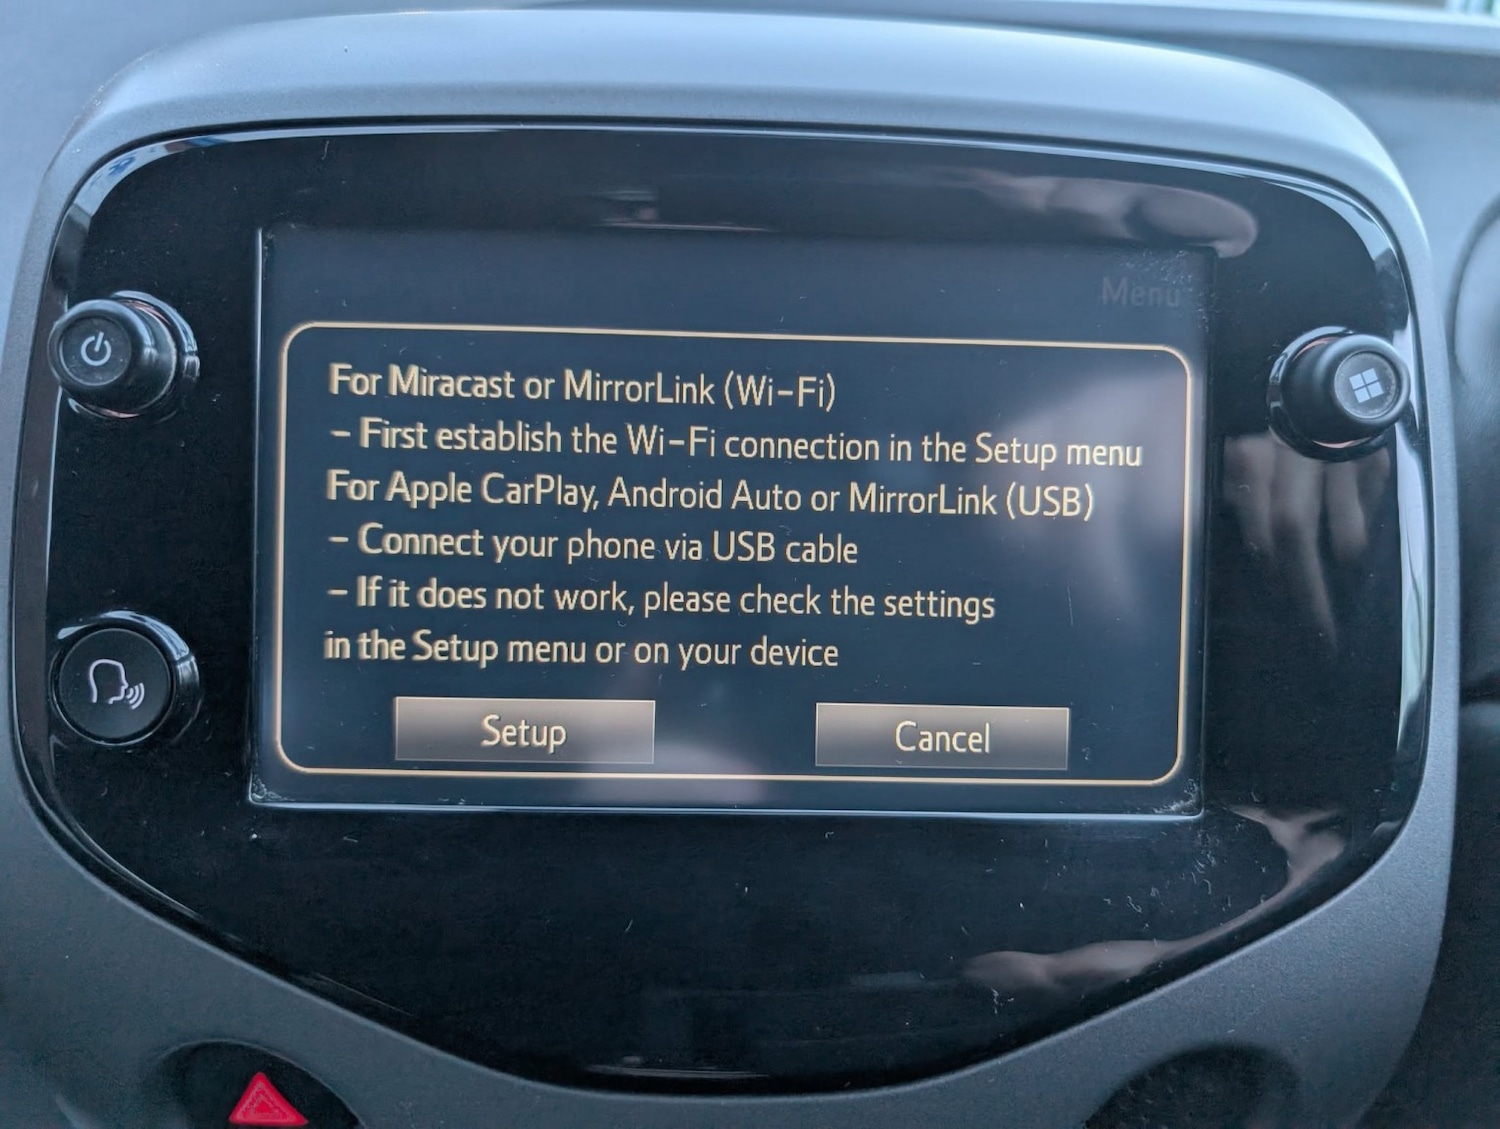 Menu
For Miracast or MirrorLink (Wi-Fi)
- First establish the Wi-Fi connection in the Setup menu
For Apple CarPlay, Android Auto or MirrorLink (USB)
- Connect your phone via USB cable
- If it does not work, please check the settings
in the Setup menu or on your device
Setup
Cancel